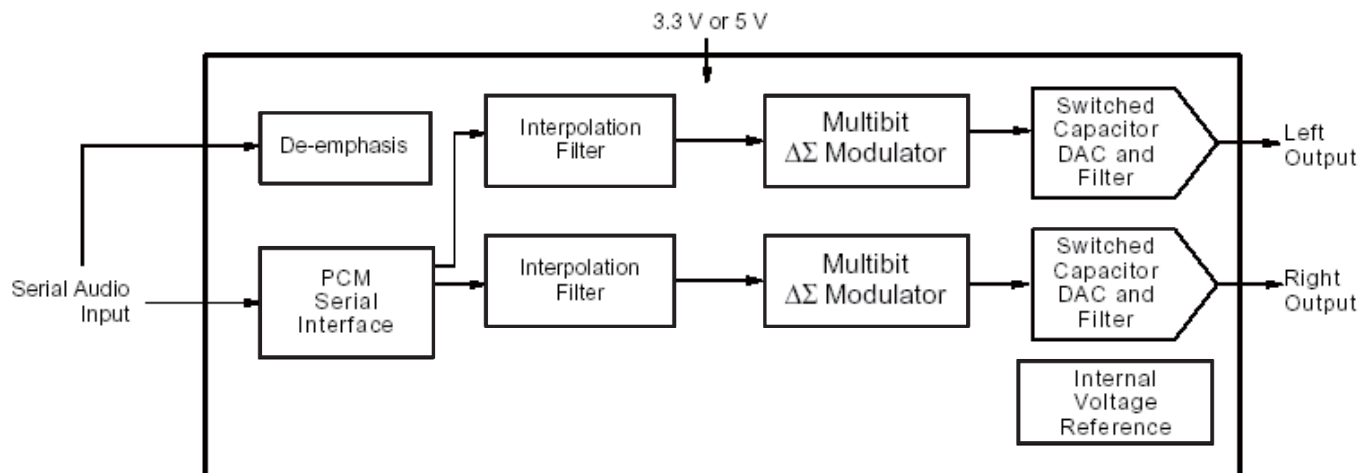 3.3 V or 5 V
De-emphasis
Interpolation
Filter
Multibit
ΔΣ Modulator
Switched
Capacitor
DAC and
Filter
Left
Output
Serial Audio
Input
PCM
Serial
Interface
Interpolation
Filter
Multibit
ΔΣ Modulator
Switched
Capacitor
DAC and
Filter
Right
Output
Internal
Voltage
Reference